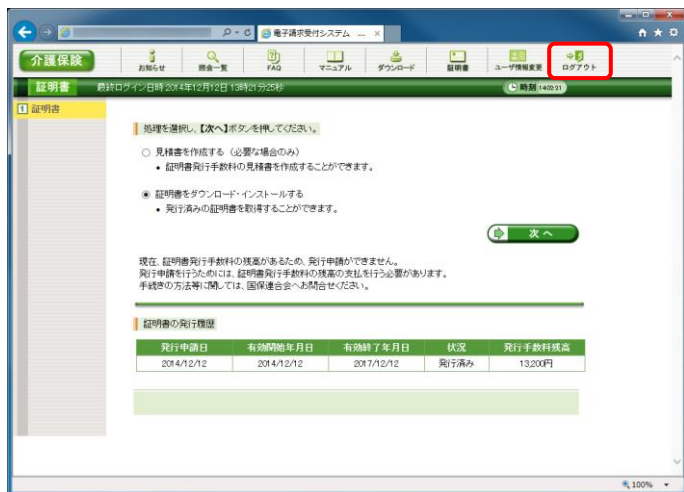 電子請求受付システム ...
介護保険
お知らせ
照会一覧
FAQ
マニュアル
ダウンロード
証明書
ユーザ情報変更
ログアウト
証明書 最終ログイン日時:2014年12月12日 13時21分25秒 時刻 14:02:21
1 証明書
処理を選択し、【次へ】ボタンを押してください。
見積書を作成する（必要な場合のみ）
• 証明書発行手数料の見積書を作成することができます。
証明書をダウンロード・インストールする
• 発行済みの証明書を取得することができます。
次 へ
現在、証明書発行手数料の残高があるため、発行申請ができません。
発行申請を行うためには、証明書発行手数料の残高の支払を行う必要があります。
手続きの方法等に関しては、国保連合会へお問合せください。
証明書の発行履歴
発行申請日 有効開始年月日 有効終了年月日 状況 発行手数料残高
2014/12/12 2014/12/12 2017/12/12 発行済み 13,200円
100%